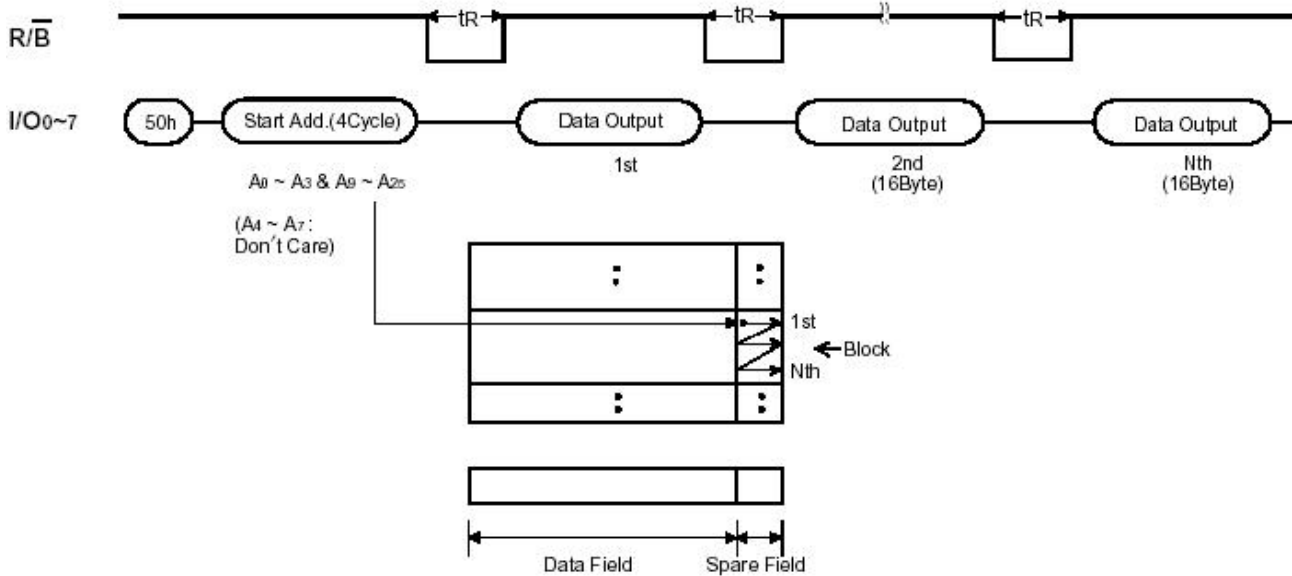 tR tR tR
R/B̅
I/O0~7 50h Start Add.(4Cycle) Data Output Data Output Data Output
1st 2nd Nth
(16Byte) (16Byte)
A0 ~ A3 & A9 ~ A25
(A4 ~ A7 :
Don't Care)
1st
Block
Nth
Data Field Spare Field